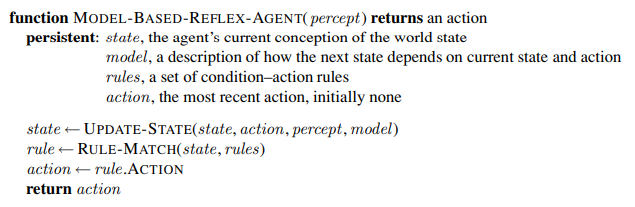 function MODEL-BASED-REFLEX-AGENT(percept) returns an action
persistent: state, the agent's current conception of the world state
model, a description of how the next state depends on current state and action
rules, a set of condition–action rules
action, the most recent action, initially none
state ← UPDATE-STATE(state, action, percept, model)
rule ← RULE-MATCH(state, rules)
action ← rule.ACTION
return action